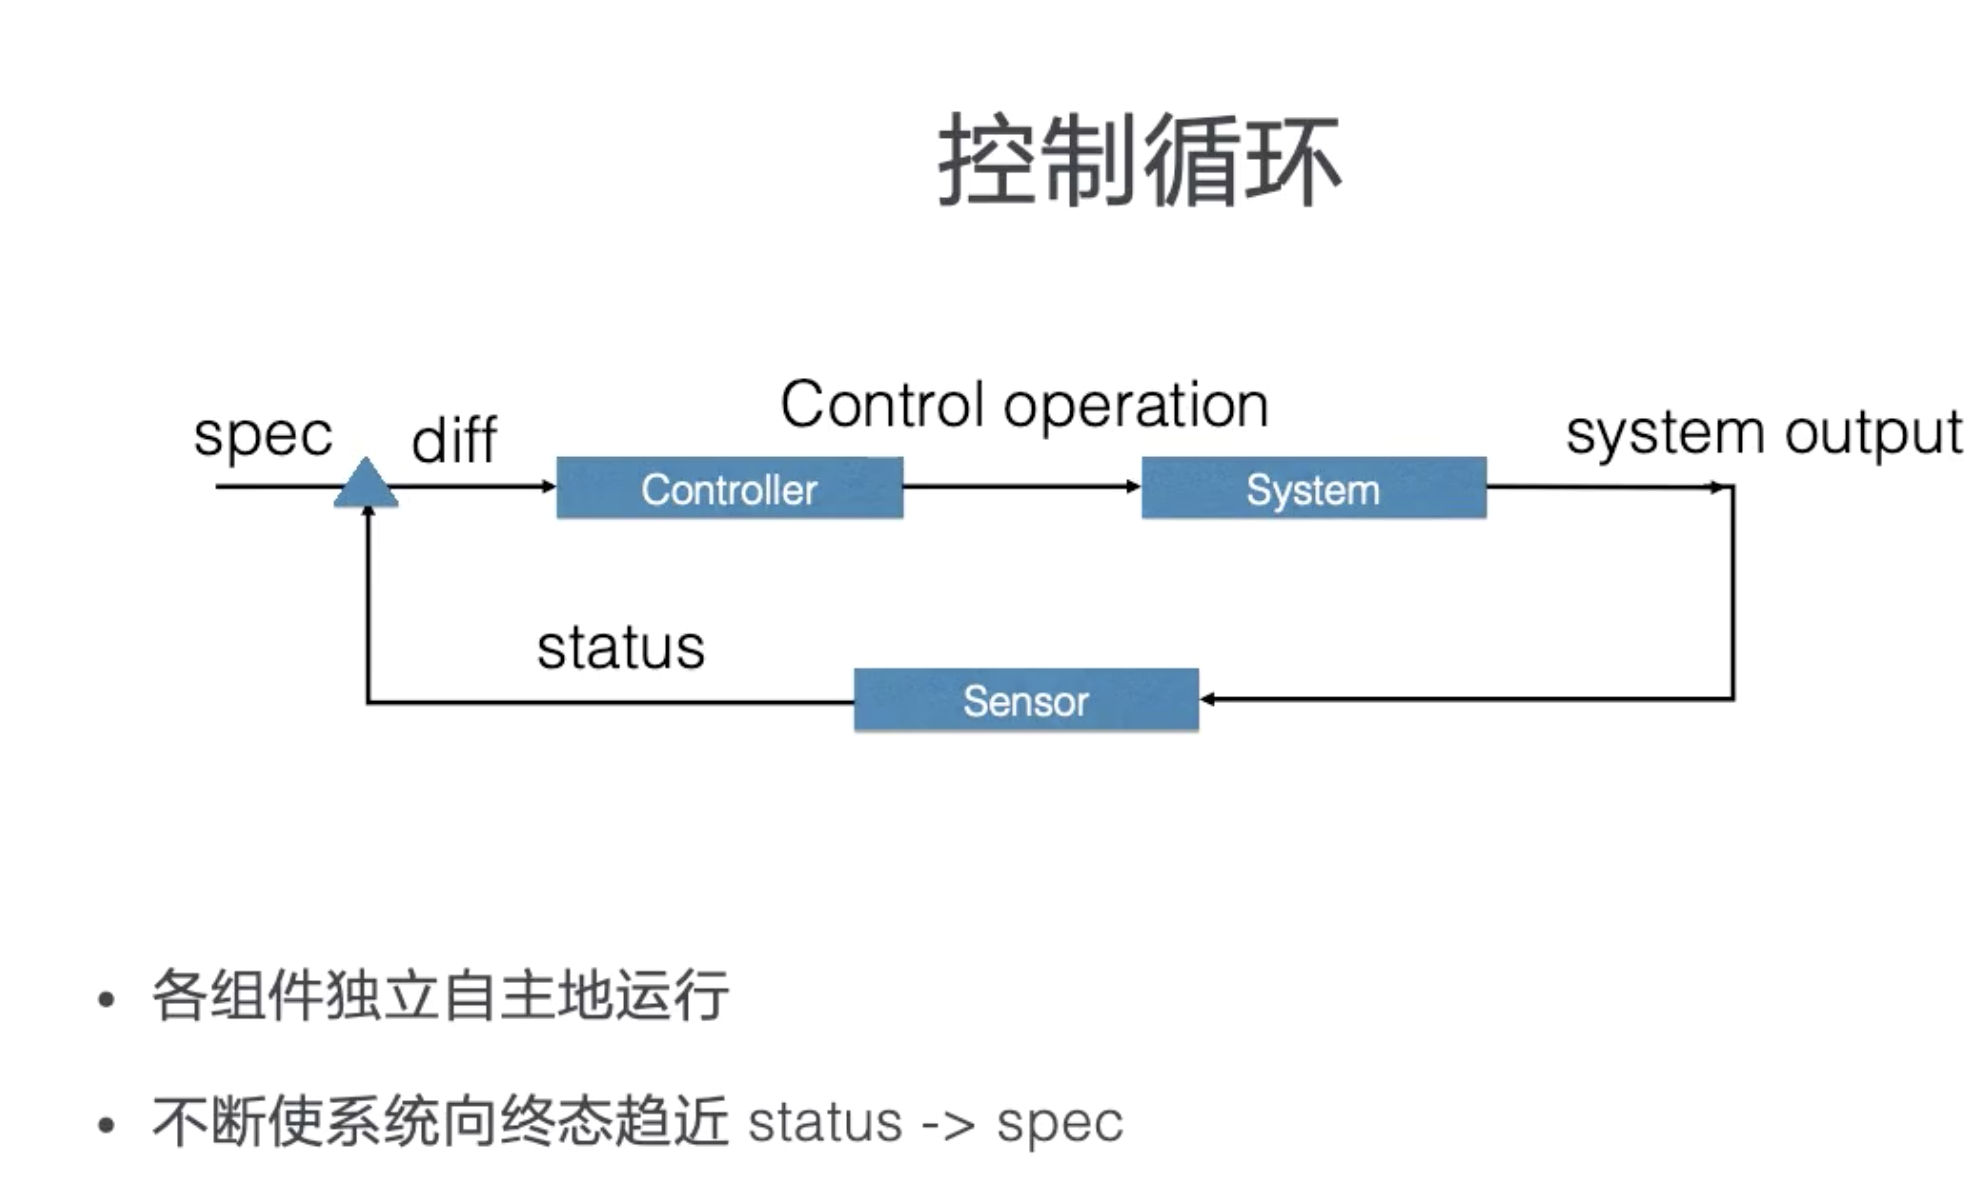 控制循环
Control operation
spec
diff
system output
Controller
System
status
Sensor
• 各组件独立自主地运行
• 不断使系统向终态趋近 status -> spec